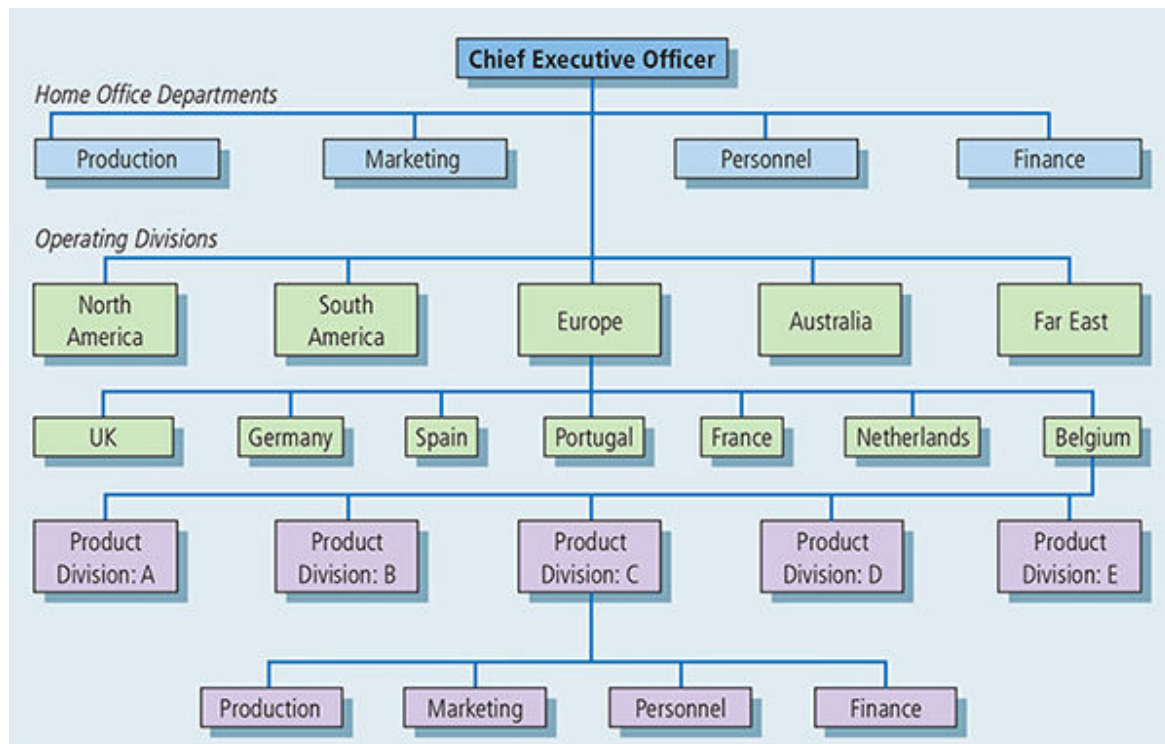 Chief Executive Officer
Home Office Departments
Production
Marketing
Personnel
Finance
Operating Divisions
North
America
South
America
Europe
Australia
Far East
UK
Germany
Spain
Portugal
France
Netherlands
Belgium
Product
Division: A
Product
Division: B
Product
Division: C
Product
Division: D
Product
Division: E
Production
Marketing
Personnel
Finance